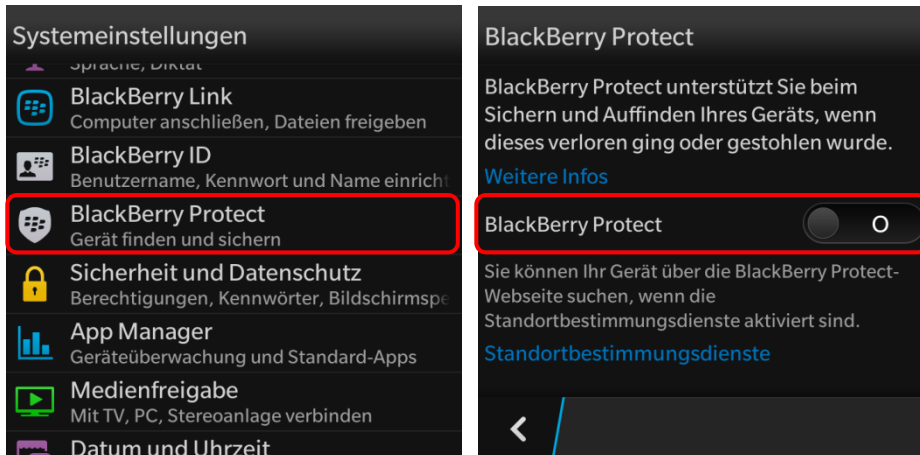 Systemeinstellungen
Sprache, Diktat
BlackBerry Link
Computer anschließen, Dateien freigeben
BlackBerry ID
Benutzername, Kennwort und Name einricht
BlackBerry Protect
Gerät finden und sichern
Sicherheit und Datenschutz
Berechtigungen, Kennwörter, Bildschirmspe
App Manager
Geräteüberwachung und Standard-Apps
Medienfreigabe
Mit TV, PC, Stereoanlage verbinden
Datum und Uhrzeit
BlackBerry Protect
BlackBerry Protect unterstützt Sie beim
Sichern und Auffinden Ihres Geräts, wenn
dieses verloren ging oder gestohlen wurde.
Weitere Infos
BlackBerry Protect O
Sie können Ihr Gerät über die BlackBerry Protect-
Webseite suchen, wenn die
Standortbestimmungsdienste aktiviert sind.
Standortbestimmungsdienste